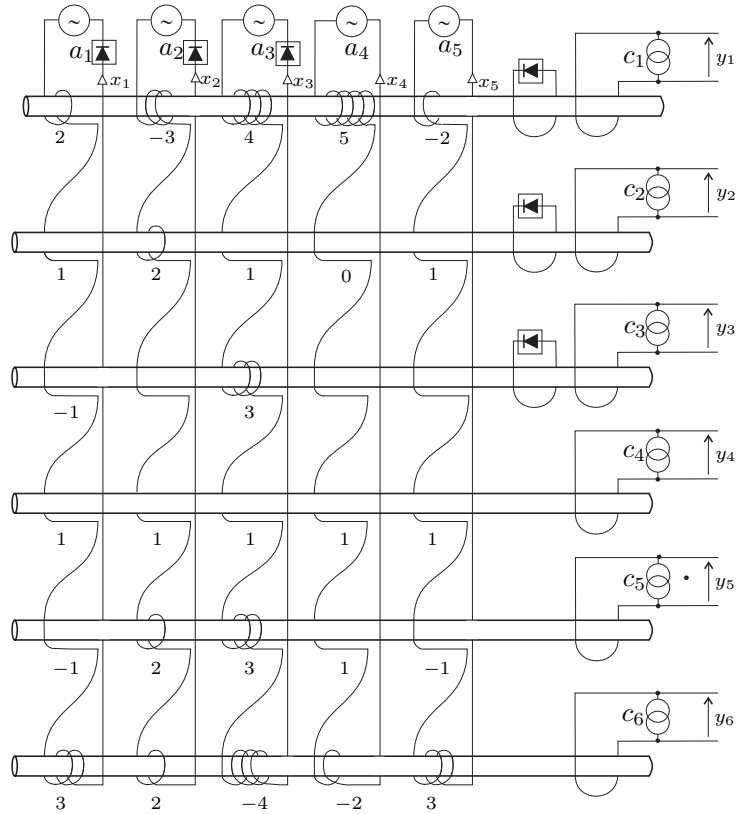 a₁ a₂ a₃ a₄ a₅ c₁ y₁
x₁ x₂ x₃ x₄ x₅
2 −3 4 5 −2
c₂ y₂
1 2 1 0 1
c₃ y₃
−1 3
c₄ y₄
1 1 1 1 1
c₅ y₅
−1 2 3 1 −1
c₆ y₆
3 2 −4 −2 3